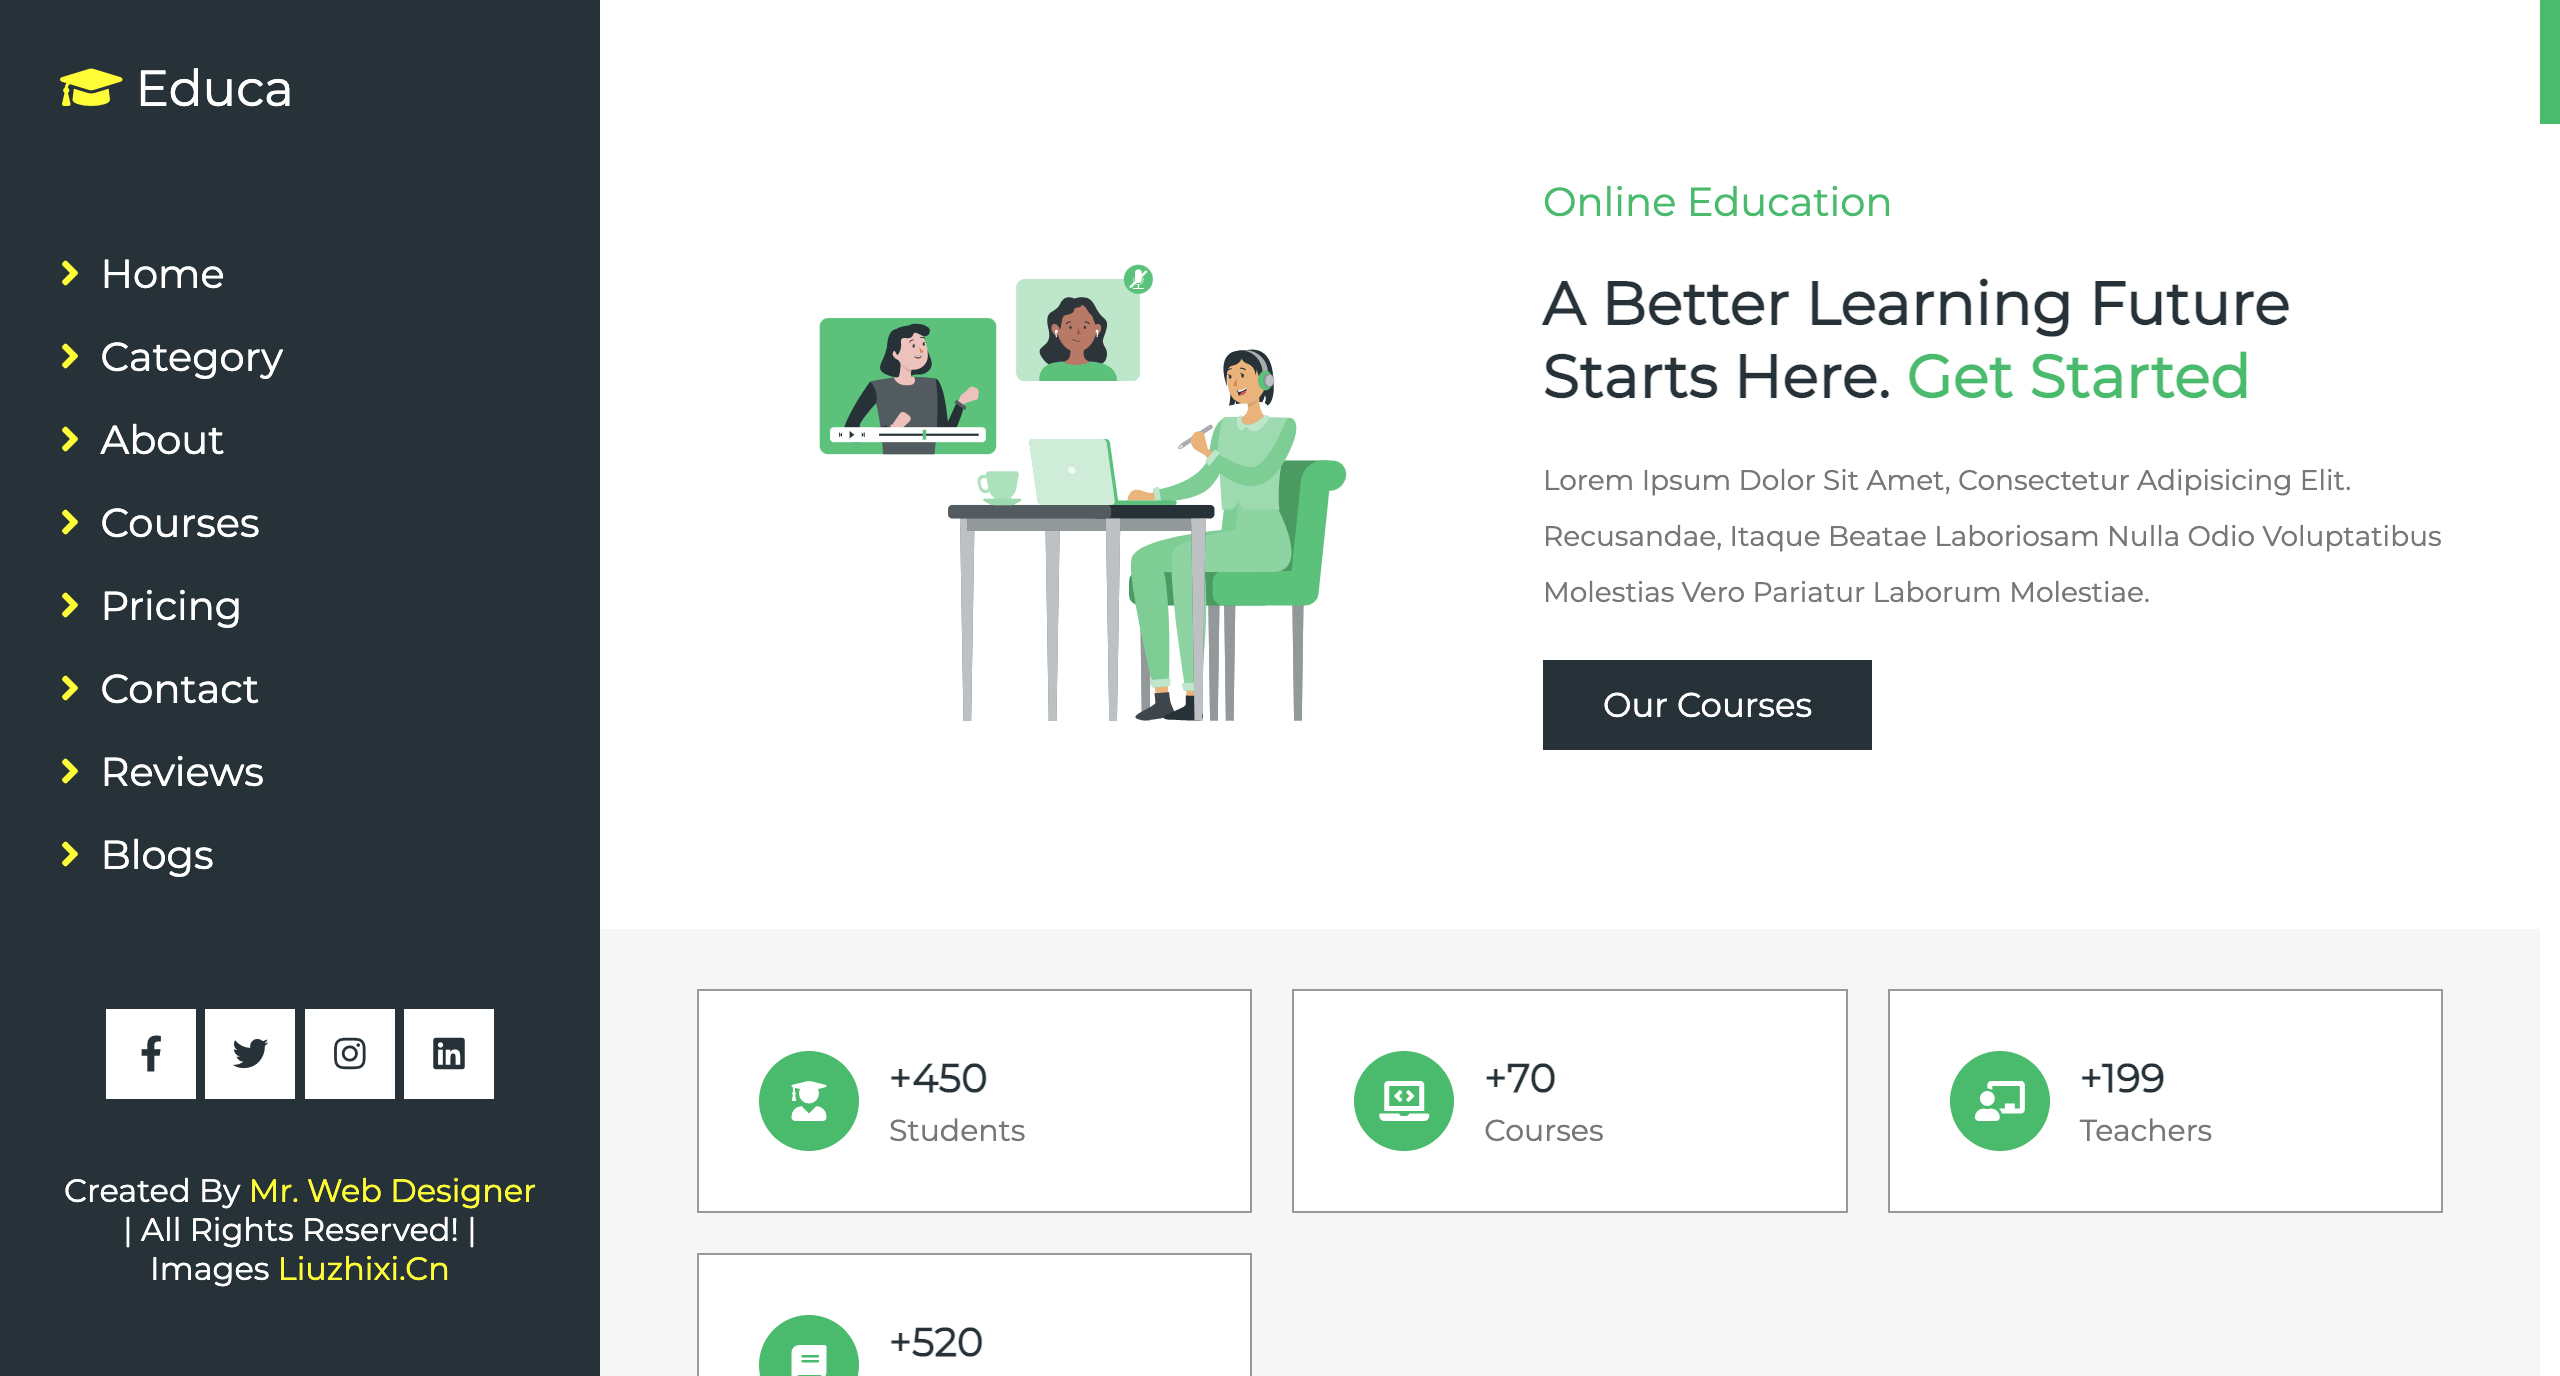 Educa
Home
Category
About
Courses
Pricing
Contact
Reviews
Blogs
Created By Mr. Web Designer
| All Rights Reserved! |
Images Liuzhixi.Cn
Online Education
A Better Learning Future
Starts Here. Get Started
Lorem Ipsum Dolor Sit Amet, Consectetur Adipisicing Elit.
Recusandae, Itaque Beatae Laboriosam Nulla Odio Voluptatibus
Molestias Vero Pariatur Laborum Molestiae.
Our Courses
+450
Students
+70
Courses
+199
Teachers
+520